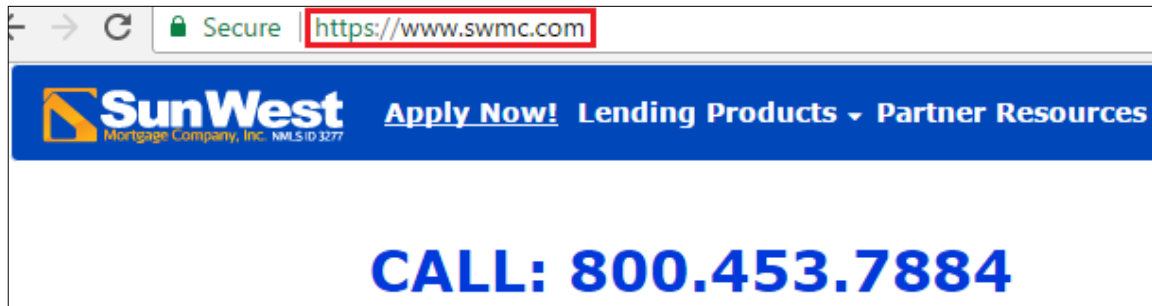 Secure https://www.swmc.com
SunWest
Mortgage Company, Inc. NMLS ID 3277
Apply Now! Lending Products Partner Resources
CALL: 800.453.7884